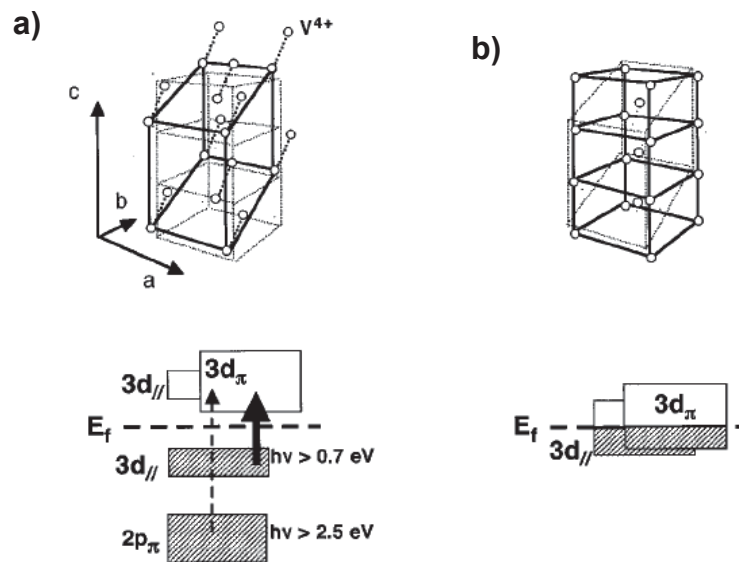 a)
V⁴⁺
c
b
a
b)
3d//
3dπ
Ef
3d//
hν > 0.7 eV
2pπ
hν > 2.5 eV
3dπ
Ef
3d//